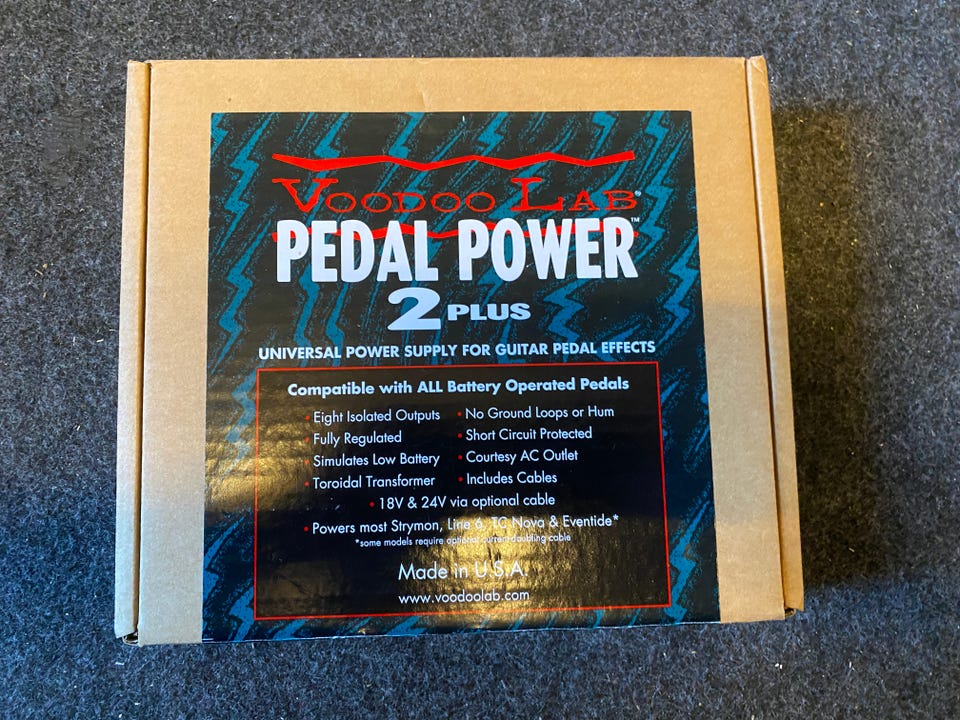 VOODOO LAB®
PEDAL POWER™
2 PLUS
UNIVERSAL POWER SUPPLY FOR GUITAR PEDAL EFFECTS
Compatible with ALL Battery Operated Pedals
• Eight Isolated Outputs • No Ground Loops or Hum
• Fully Regulated • Short Circuit Protected
• Simulates Low Battery • Courtesy AC Outlet
• Toroidal Transformer • Includes Cables
• 18V & 24V via optional cable
• Powers most Strymon, Line 6, TC Nova & Eventide*
*some models require optional current doubling cable
Made in U.S.A.
www.voodoolab.com